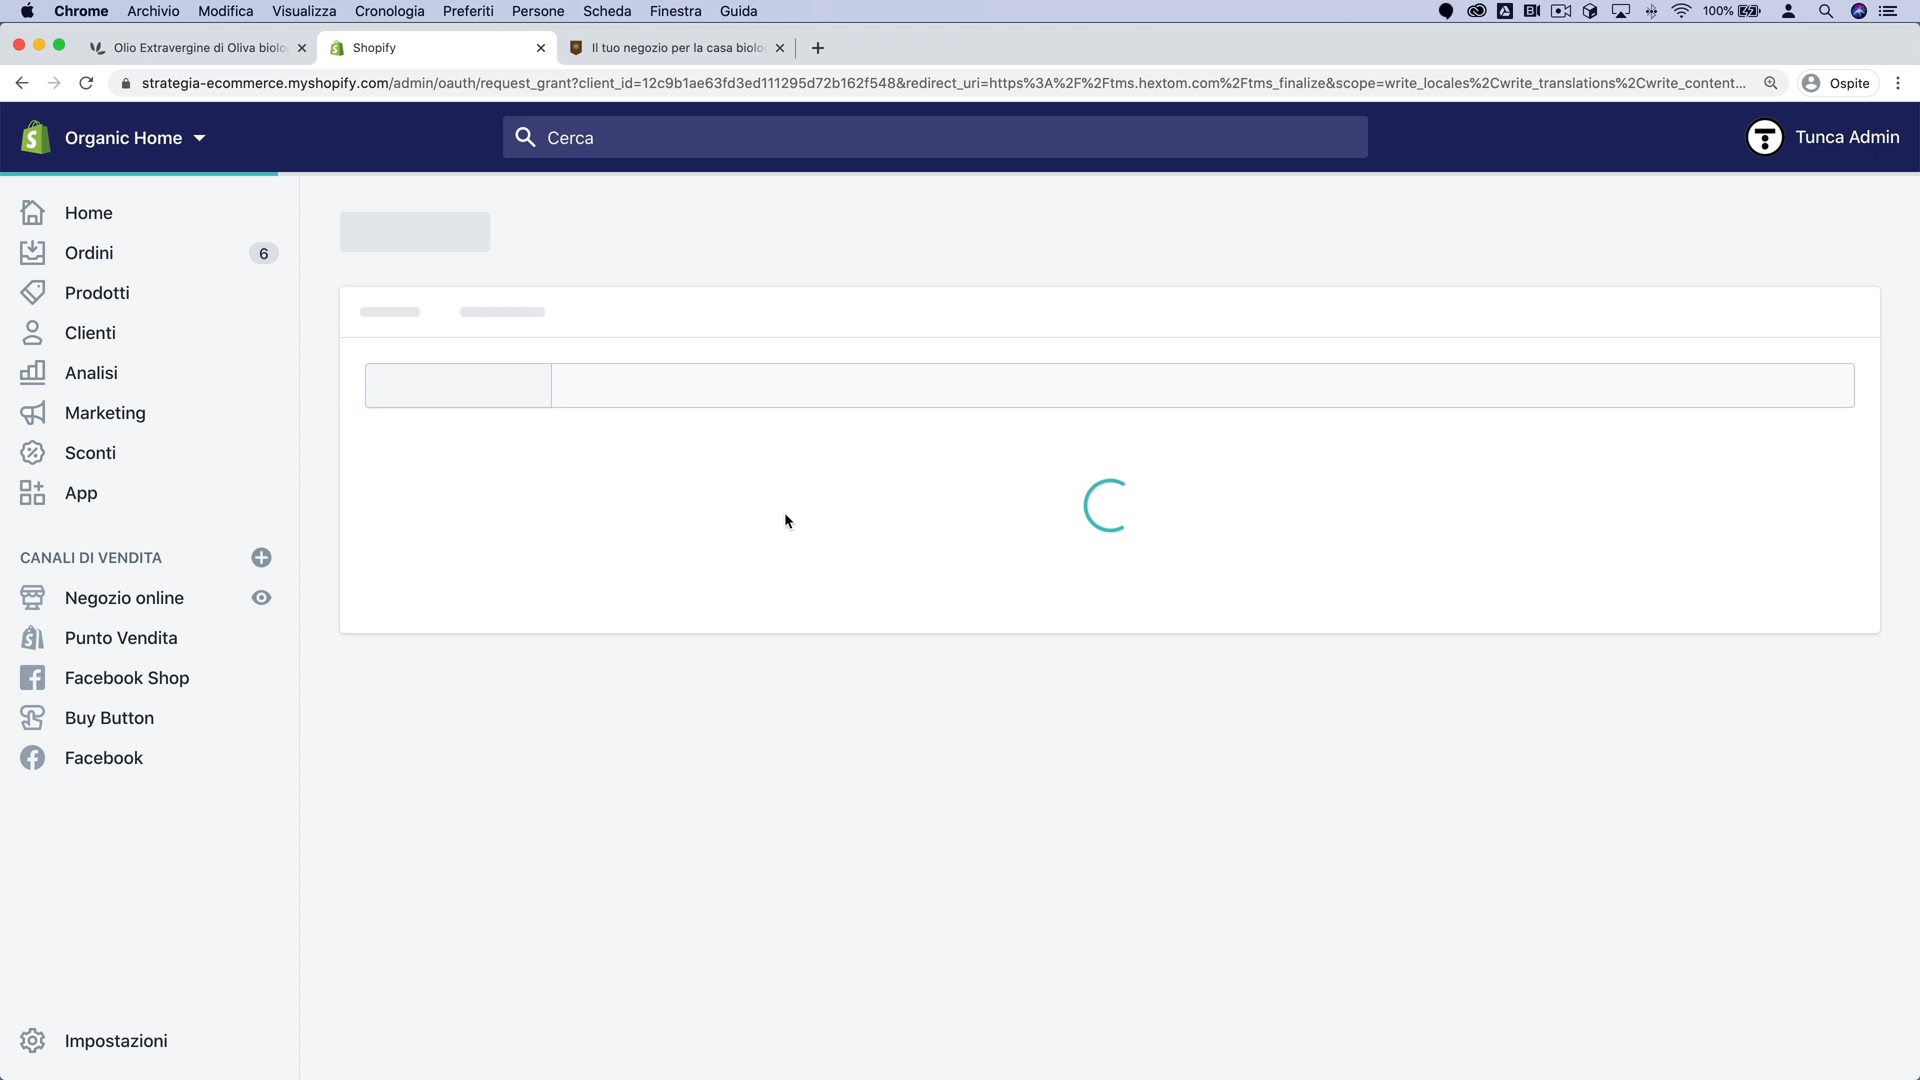 Chrome Archivio Modifica Visualizza Cronologia Preferiti Persone Scheda Finestra Guida 100%
Olio Extravergine di Oliva biolo
Shopify
Il tuo negozio per la casa biolo
strategia-ecommerce.myshopify.com/admin/oauth/request_grant?client_id=12c9b1ae63fd3ed111295d72b162f548&redirect_uri=https%3A%2F%2Ftms.hextom.com%2Ftms_finalize&scope=write_locales%2Cwrite_translations%2Cwrite_content...
Ospite
Organic Home
Cerca
Tunca Admin
Home
Ordini 6
Prodotti
Clienti
Analisi
Marketing
Sconti
App
CANALI DI VENDITA
Negozio online
Punto Vendita
Facebook Shop
Buy Button
Facebook
Impostazioni